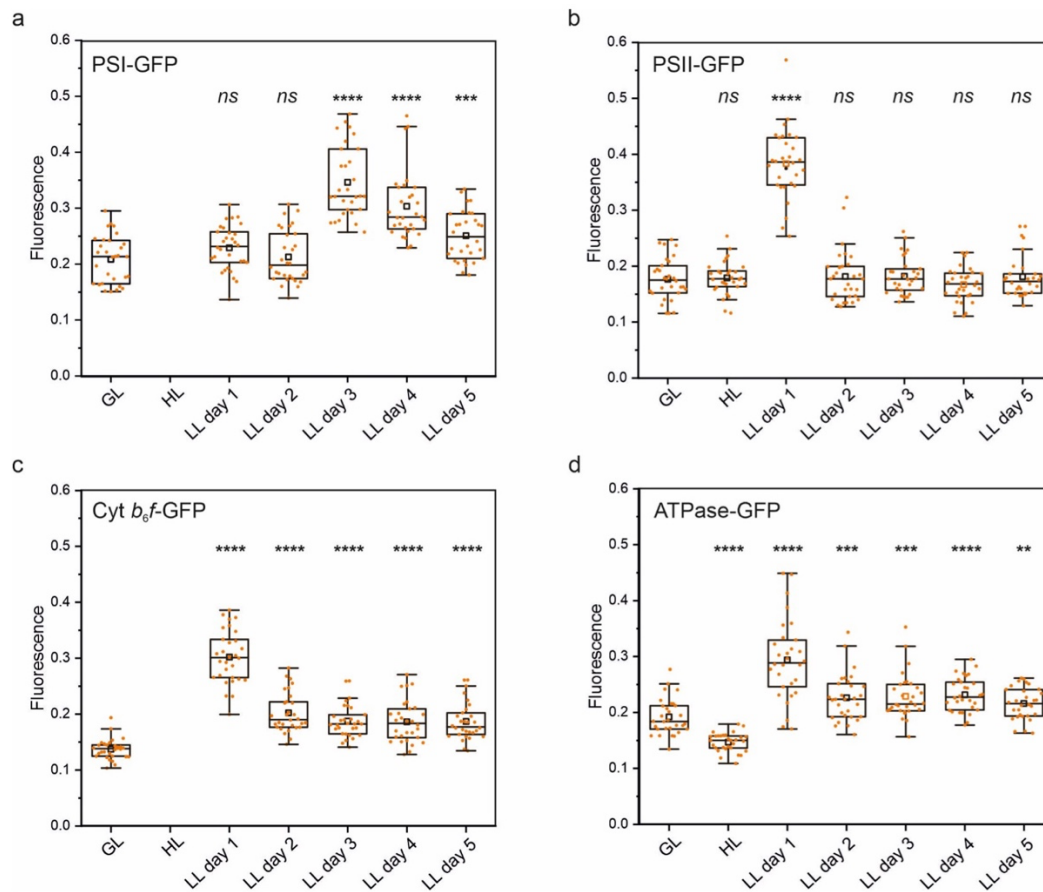 a
PSI-GFP
Fluorescence
0.6
0.5
0.4
0.3
0.2
0.1
0.0
ns ns **** **** ***
GL HL LL day 1 LL day 2 LL day 3 LL day 4 LL day 5
b
PSII-GFP
Fluorescence
0.6
0.5
0.4
0.3
0.2
0.1
0.0
ns **** ns ns ns ns
GL HL LL day 1 LL day 2 LL day 3 LL day 4 LL day 5
c
Cyt b₆f-GFP
Fluorescence
0.6
0.5
0.4
0.3
0.2
0.1
0.0
**** **** **** **** ****
GL HL LL day 1 LL day 2 LL day 3 LL day 4 LL day 5
d
ATPase-GFP
Fluorescence
0.6
0.5
0.4
0.3
0.2
0.1
0.0
**** **** *** *** **** **
GL HL LL day 1 LL day 2 LL day 3 LL day 4 LL day 5